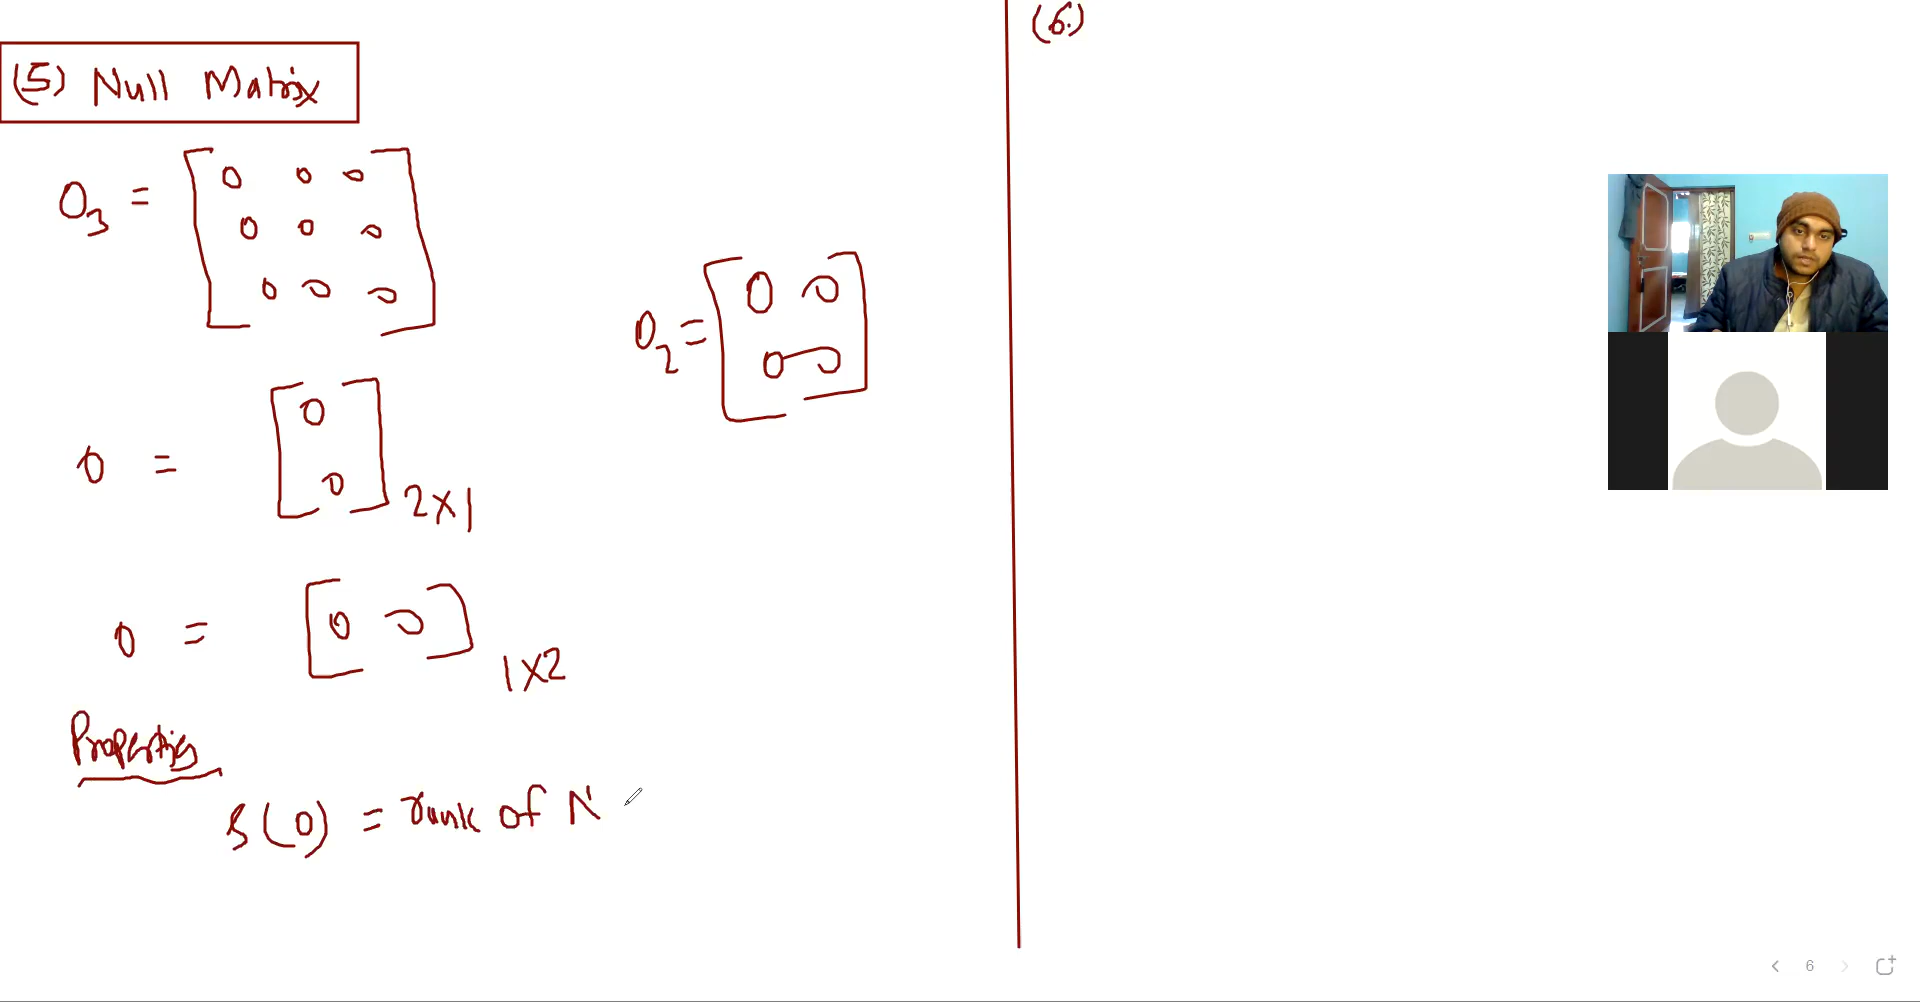 (5) Null Matrix
O3 = [ 0 0 0
0 0 0
0 0 0 ]
O2 = [ 0 0
0 0 ]
0 = [ 0
0 ] 2X1
0 = [ 0 0 ] 1X2
Properties
(0) = rank of N
(6.)
6